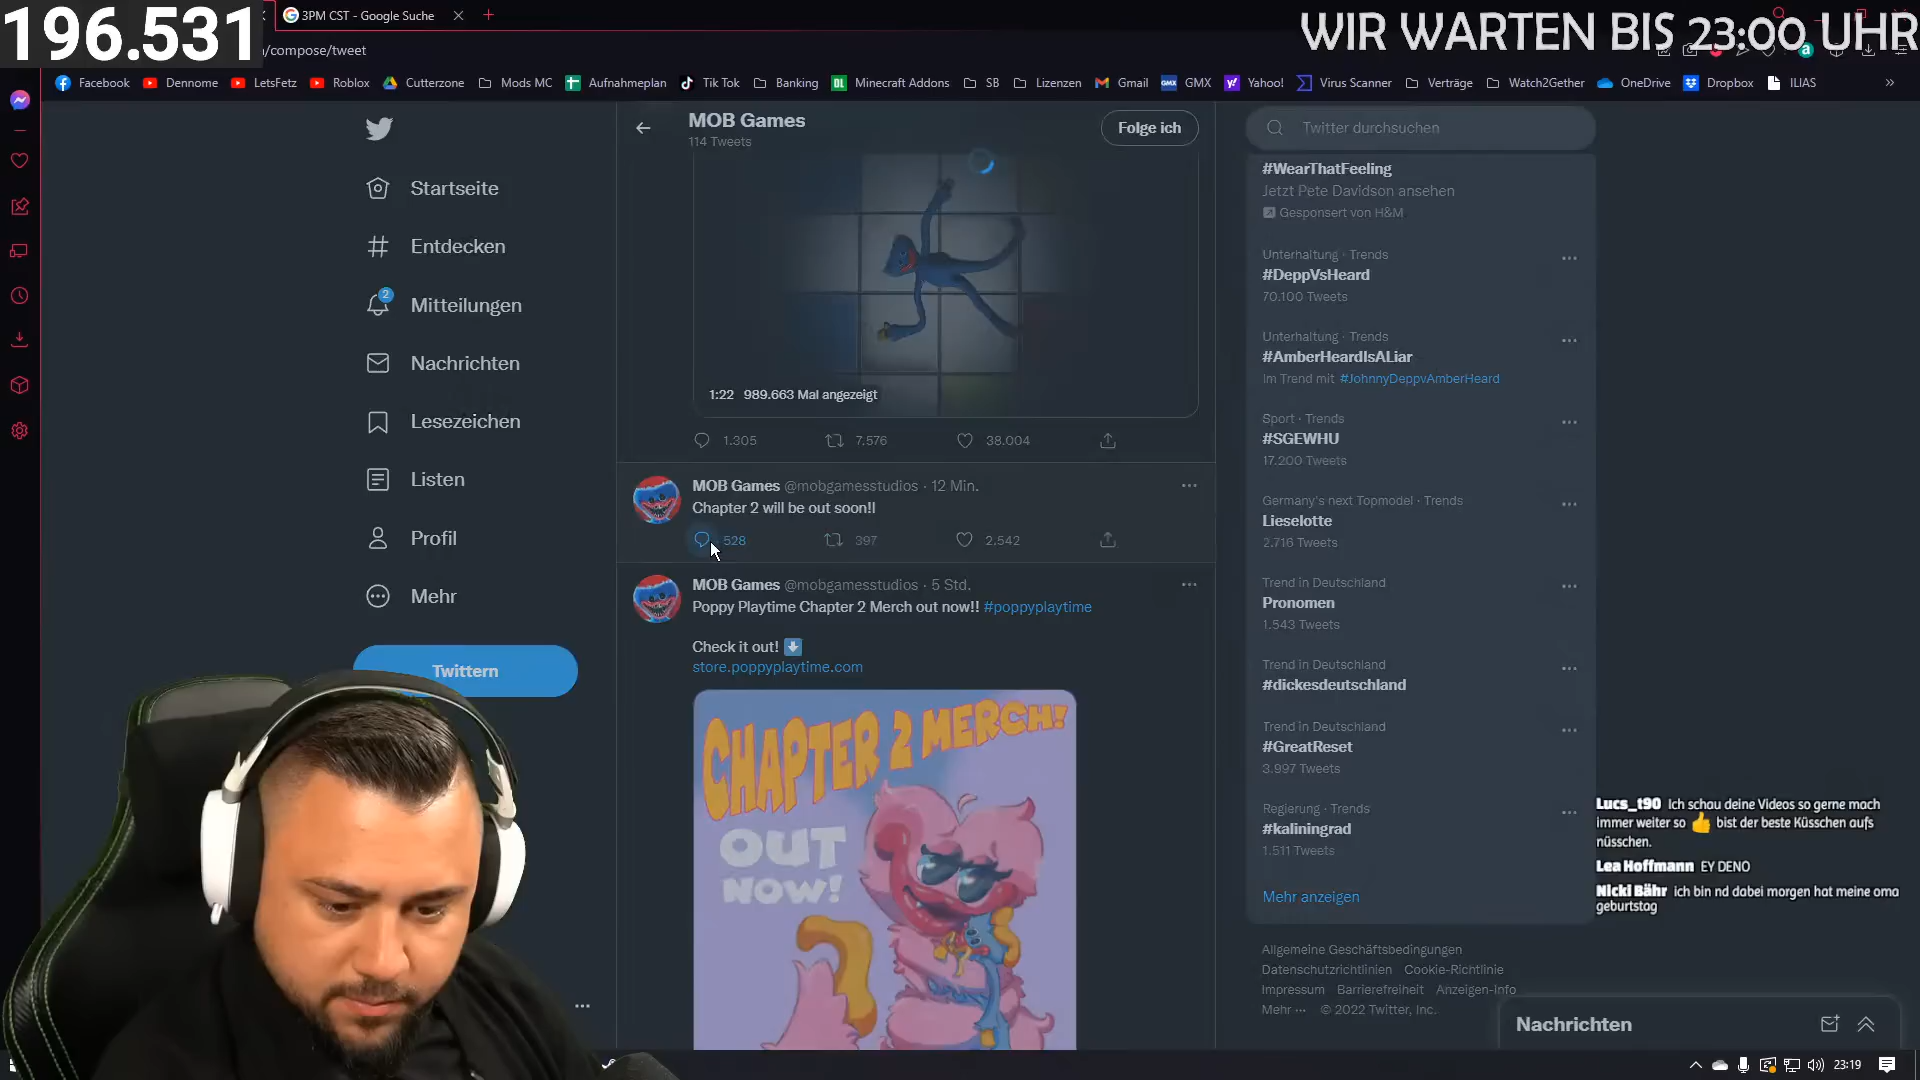 196.531
3PM CST - Google Suche
WIR WARTEN BIS 23:00 UHR
/compose/tweet
Facebook
Dennome
LetsFetz
Roblox
Cutterzone
Mods MC
Aufnahmeplan
Tik Tok
Banking
Minecraft Addons
SB
Lizenzen
Gmail
GMX
Yahoo!
Virus Scanner
Verträge
Watch2Gether
OneDrive
Dropbox
ILIAS
Startseite
Entdecken
2
Mitteilungen
Nachrichten
Lesezeichen
Listen
Profil
Mehr
Twittern
MOB Games
114 Tweets
Folge ich
1:22 989.663 Mal angezeigt
1.305 7.576 38.004
MOB Games @mobgamesstudios · 12 Min.
Chapter 2 will be out soon!!
528 397 2.542
MOB Games @mobgamesstudios · 5 Std.
Poppy Playtime Chapter 2 Merch out now!! #poppyplaytime
Check it out!
store.poppyplaytime.com
CHAPTER 2 MERCH!
OUT
NOW!
Twitter durchsuchen
#WearThatFeeling
Jetzt Pete Davidson ansehen
Gesponsert von H&M
Unterhaltung · Trends
#DeppVsHeard
70.100 Tweets
Unterhaltung · Trends
#AmberHeardIsALiar
Im Trend mit #JohnnyDeppvAmberHeard
Sport · Trends
#SGEWHU
17.200 Tweets
Germany's next Topmodel · Trends
Lieselotte
2.716 Tweets
Trend in Deutschland
Pronomen
1.543 Tweets
Trend in Deutschland
#dickesdeutschland
Trend in Deutschland
#GreatReset
3.997 Tweets
Regierung · Trends
#kaliningrad
1.511 Tweets
Mehr anzeigen
Allgemeine Geschäftsbedingungen
Datenschutzrichtlinien Cookie-Richtlinie
Impressum Barrierefreiheit Anzeigen-Info
Mehr ··· © 2022 Twitter, Inc.
Lucs_t90 Ich schau deine Videos so gerne mach
immer weiter so 👍 bist der beste Küsschen aufs
nüsschen.
Lea Hoffmann EY DENO
Nicki Bähr ich bin nd dabei morgen hat meine oma
geburtstag
Nachrichten
23:19